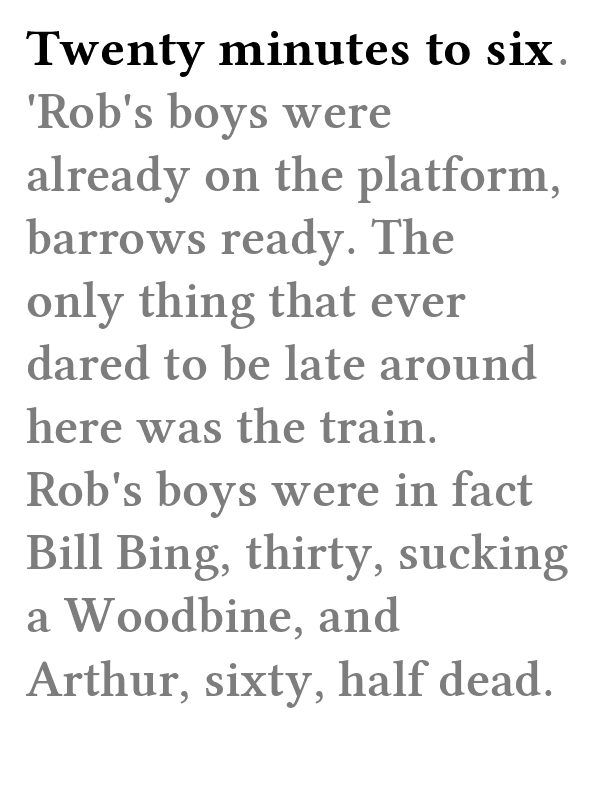 Twenty minutes to six.
'Rob's boys were
already on the platform,
barrows ready. The
only thing that ever
dared to be late around
here was the train.
Rob's boys were in fact
Bill Bing, thirty, sucking
a Woodbine, and
Arthur, sixty, half dead.